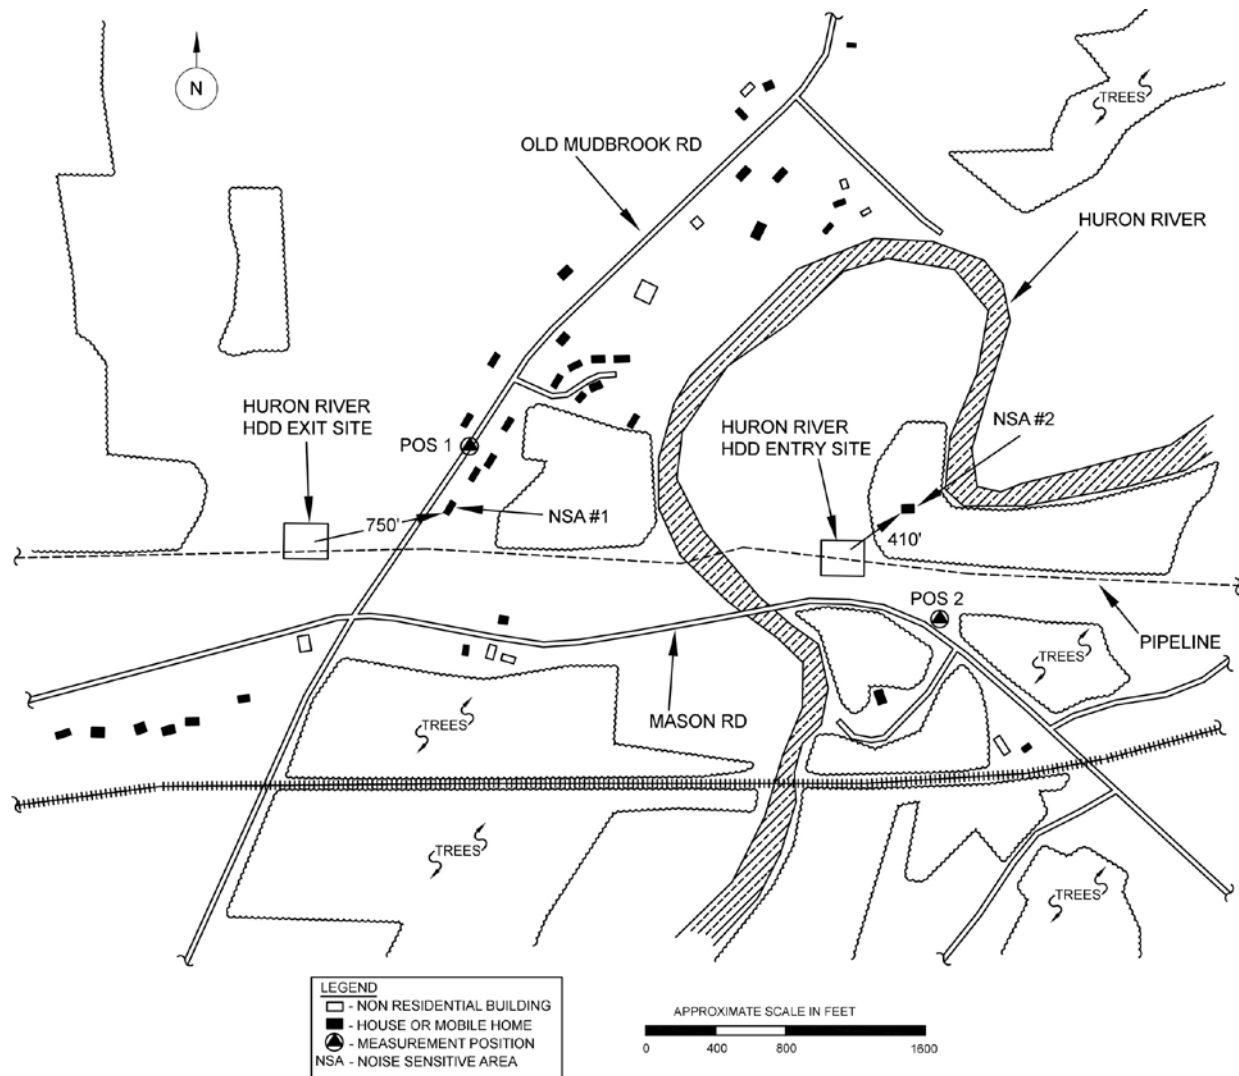 N
TREES
OLD MUDBROOK RD
HURON RIVER
HURON RIVER
HDD EXIT SITE
POS 1
HURON RIVER
HDD ENTRY SITE
NSA #2
750'
NSA #1
410'
POS 2
PIPELINE
TREES
MASON RD
TREES
TREES
TREES
LEGEND
- NON RESIDENTIAL BUILDING
- HOUSE OR MOBILE HOME
- MEASUREMENT POSITION
NSA - NOISE SENSITIVE AREA
APPROXIMATE SCALE IN FEET
0 400 800 1600